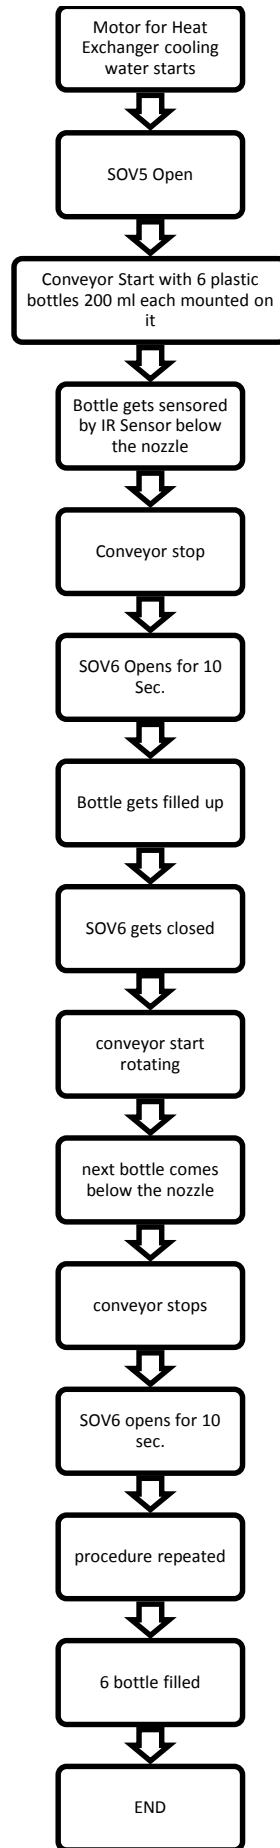 Motor for Heat
Exchanger cooling
water starts
SOV5 Open
Conveyor Start with 6 plastic
bottles 200 ml each mounted on
it
Bottle gets sensored
by IR Sensor below
the nozzle
Conveyor stop
SOV6 Opens for 10
Sec.
Bottle gets filled up
SOV6 gets closed
conveyor start
rotating
next bottle comes
below the nozzle
conveyor stops
SOV6 opens for 10
sec.
procedure repeated
6 bottle filled
END